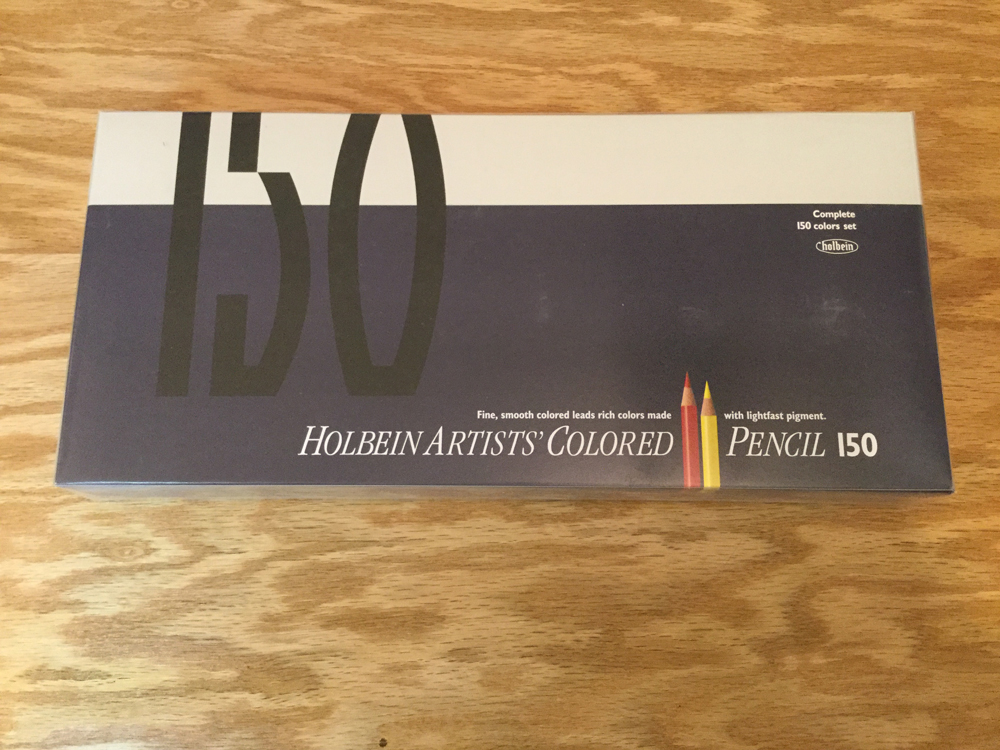 150
Complete
150 colors set
holbein
Fine, smooth colored leads rich colors made with lightfast pigment.
HOLBEIN ARTISTS' COLORED PENCIL 150